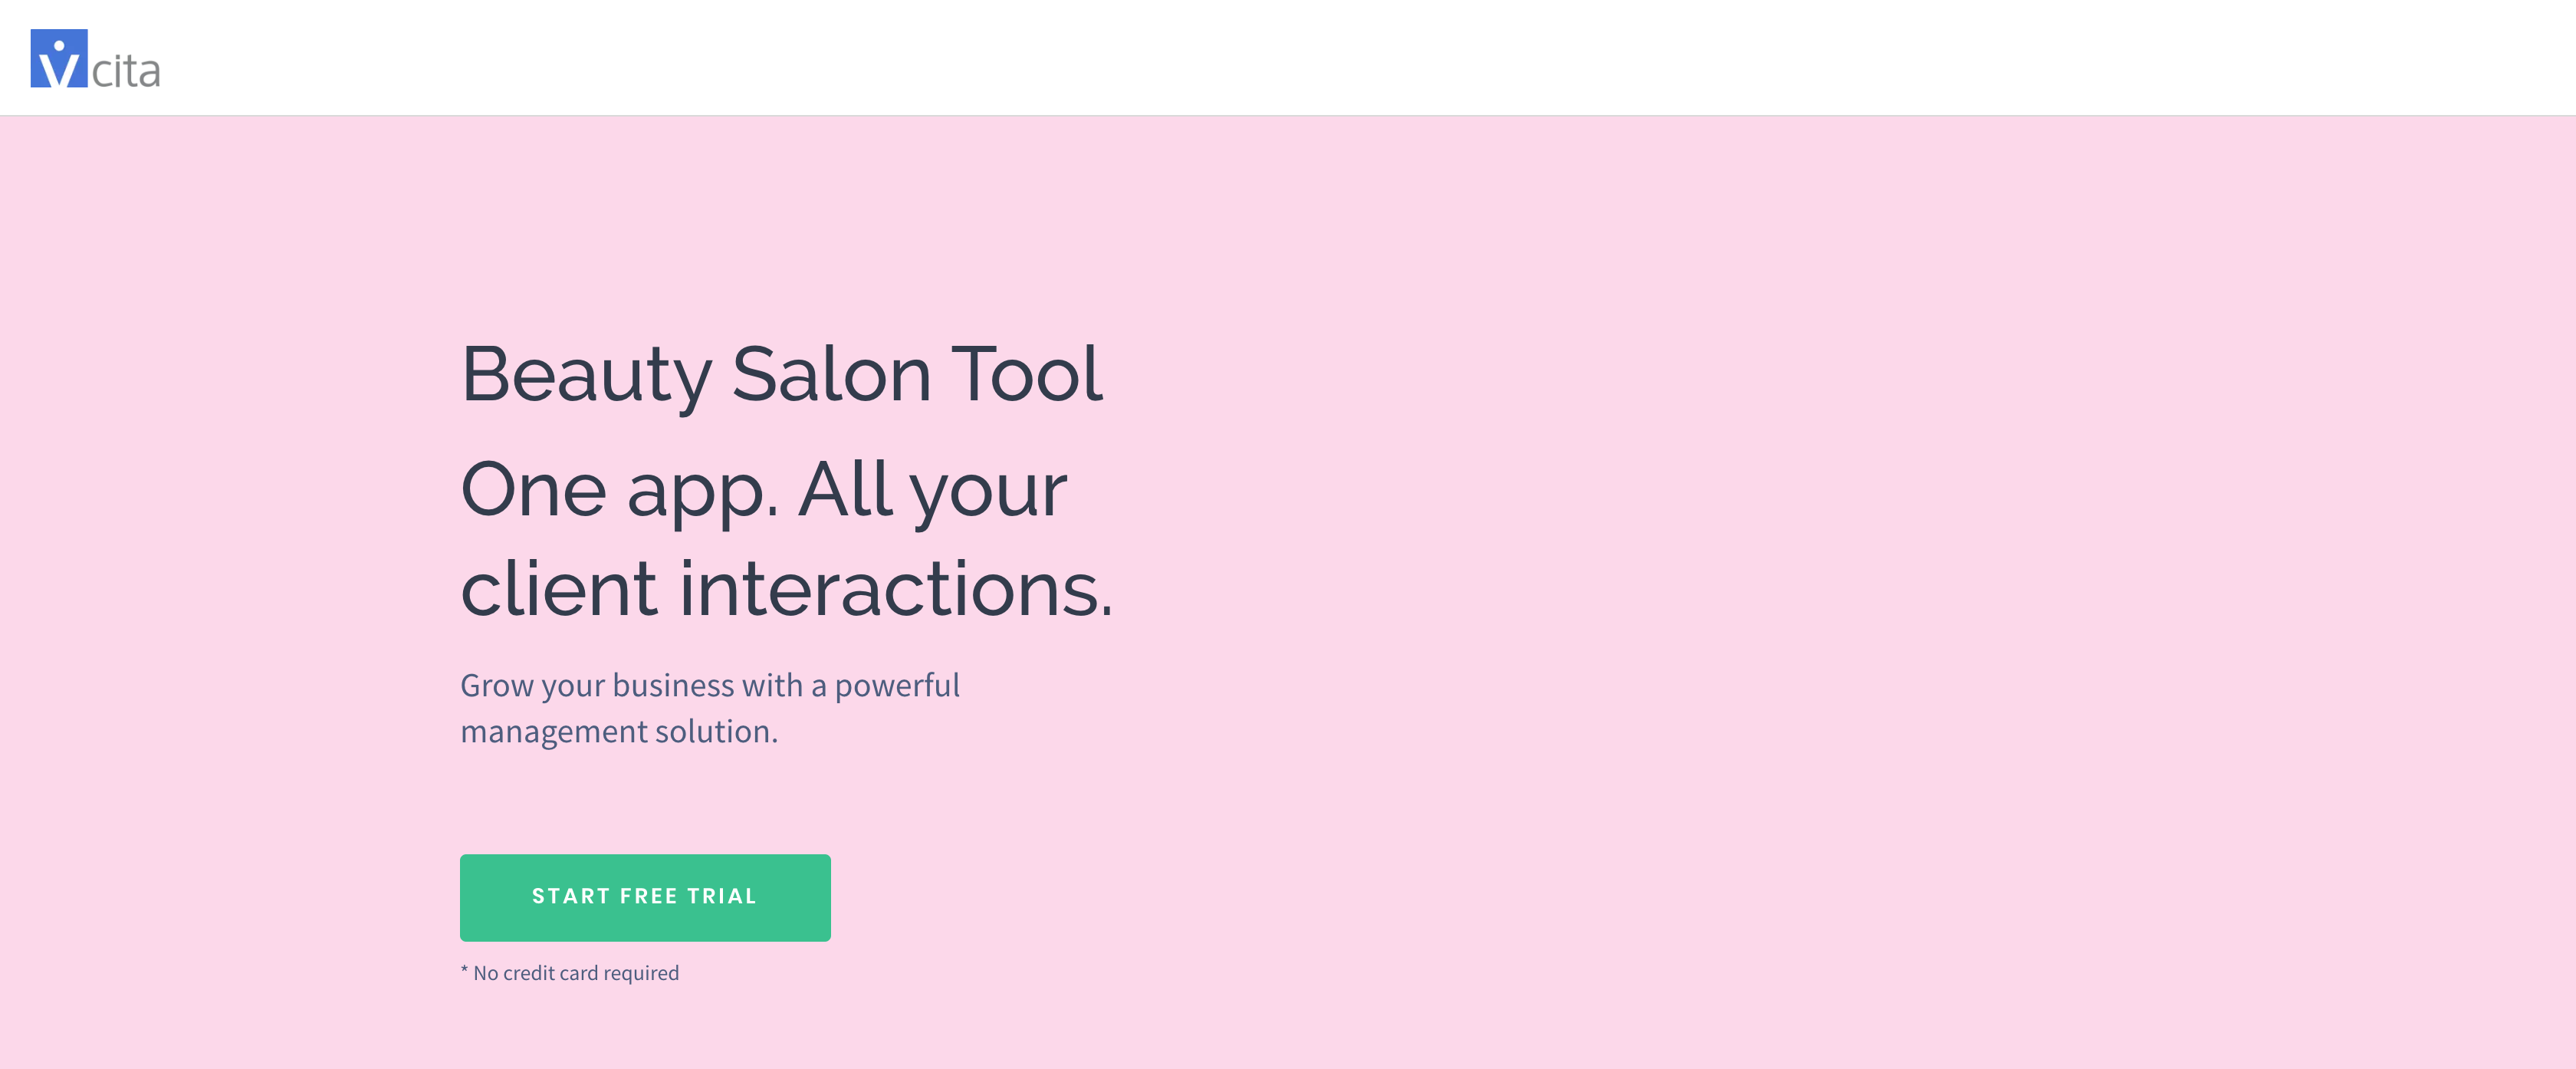 vcita
Beauty Salon Tool
One app. All your
client interactions.
Grow your business with a powerful
management solution.
START FREE TRIAL
* No credit card required